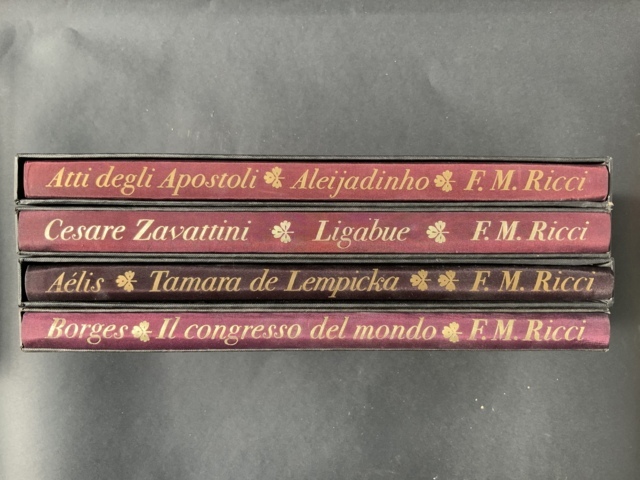 Atti degli Apostoli Aleijadinho F. M. Ricci
Cesare Zavattini Ligabue F. M. Ricci
Aélis Tamara de Lempicka F. M. Ricci
Borges Il congresso del mondo F. M. Ricci